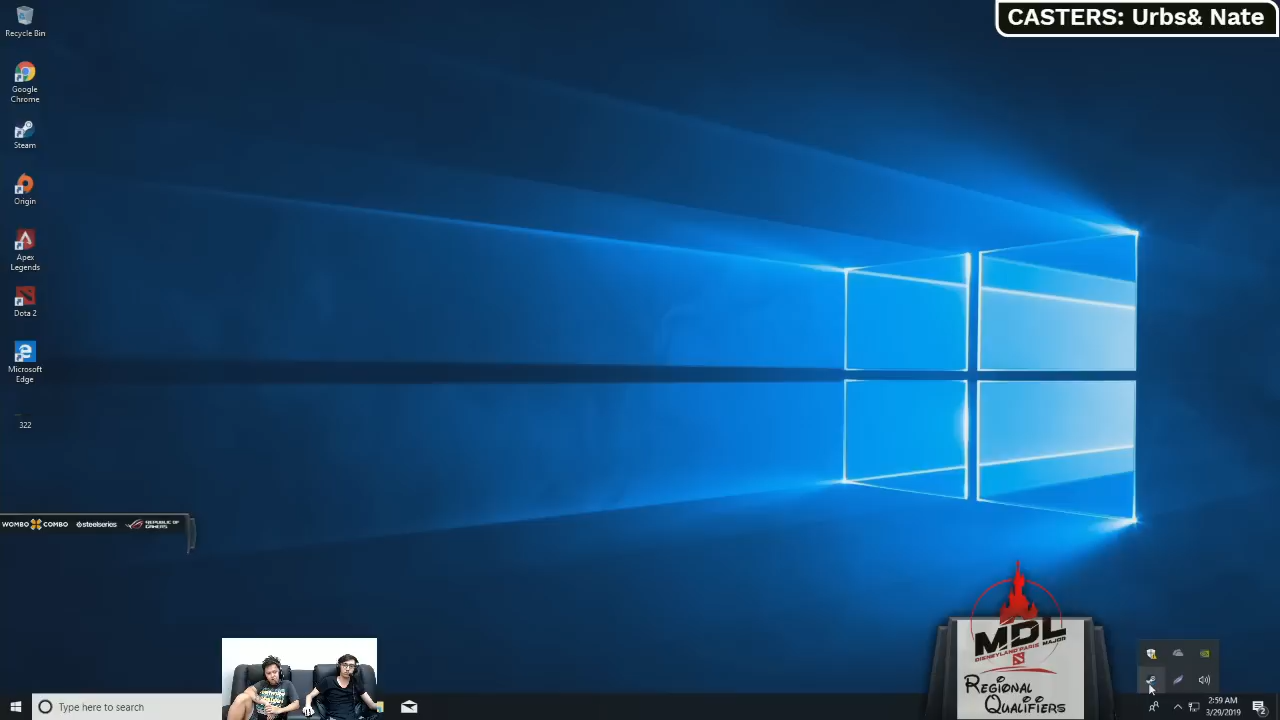 CASTERS: Urbs& Nate
Recycle Bin
Google
Chrome
Steam
Origin
Apex
Legends
Dota 2
Microsoft
Edge
322
WOMBO COMBO steelseries REPUBLIC OF
GAMERS
MDL
DISNEYLAND PARIS MAJOR
REGIONAL
QUALIFIERS
Type here to search
2:59 AM
3/29/2019
2